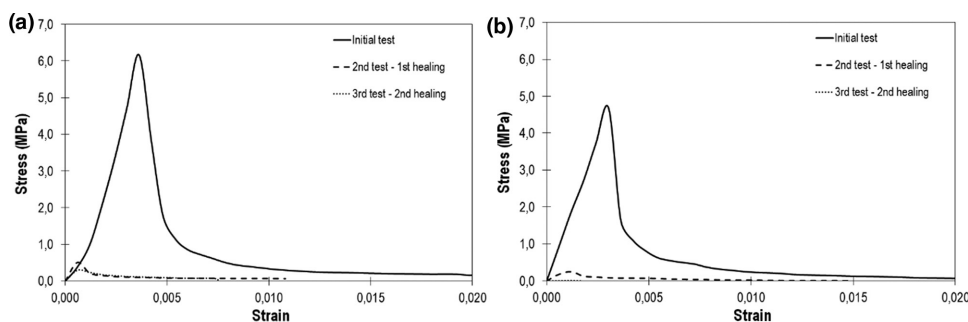 (a)
7,0
6,0
5,0
4,0
3,0
2,0
1,0
0,0
Stress (MPa)
Initial test
2nd test - 1st healing
3rd test - 2nd healing
0,000 0,005 0,010 0,015 0,020
Strain
(b)
7,0
6,0
5,0
4,0
3,0
2,0
1,0
0,0
Stress (MPa)
Initial test
2nd test - 1st healing
3rd test - 2nd healing
0,000 0,005 0,010 0,015 0,020
Strain